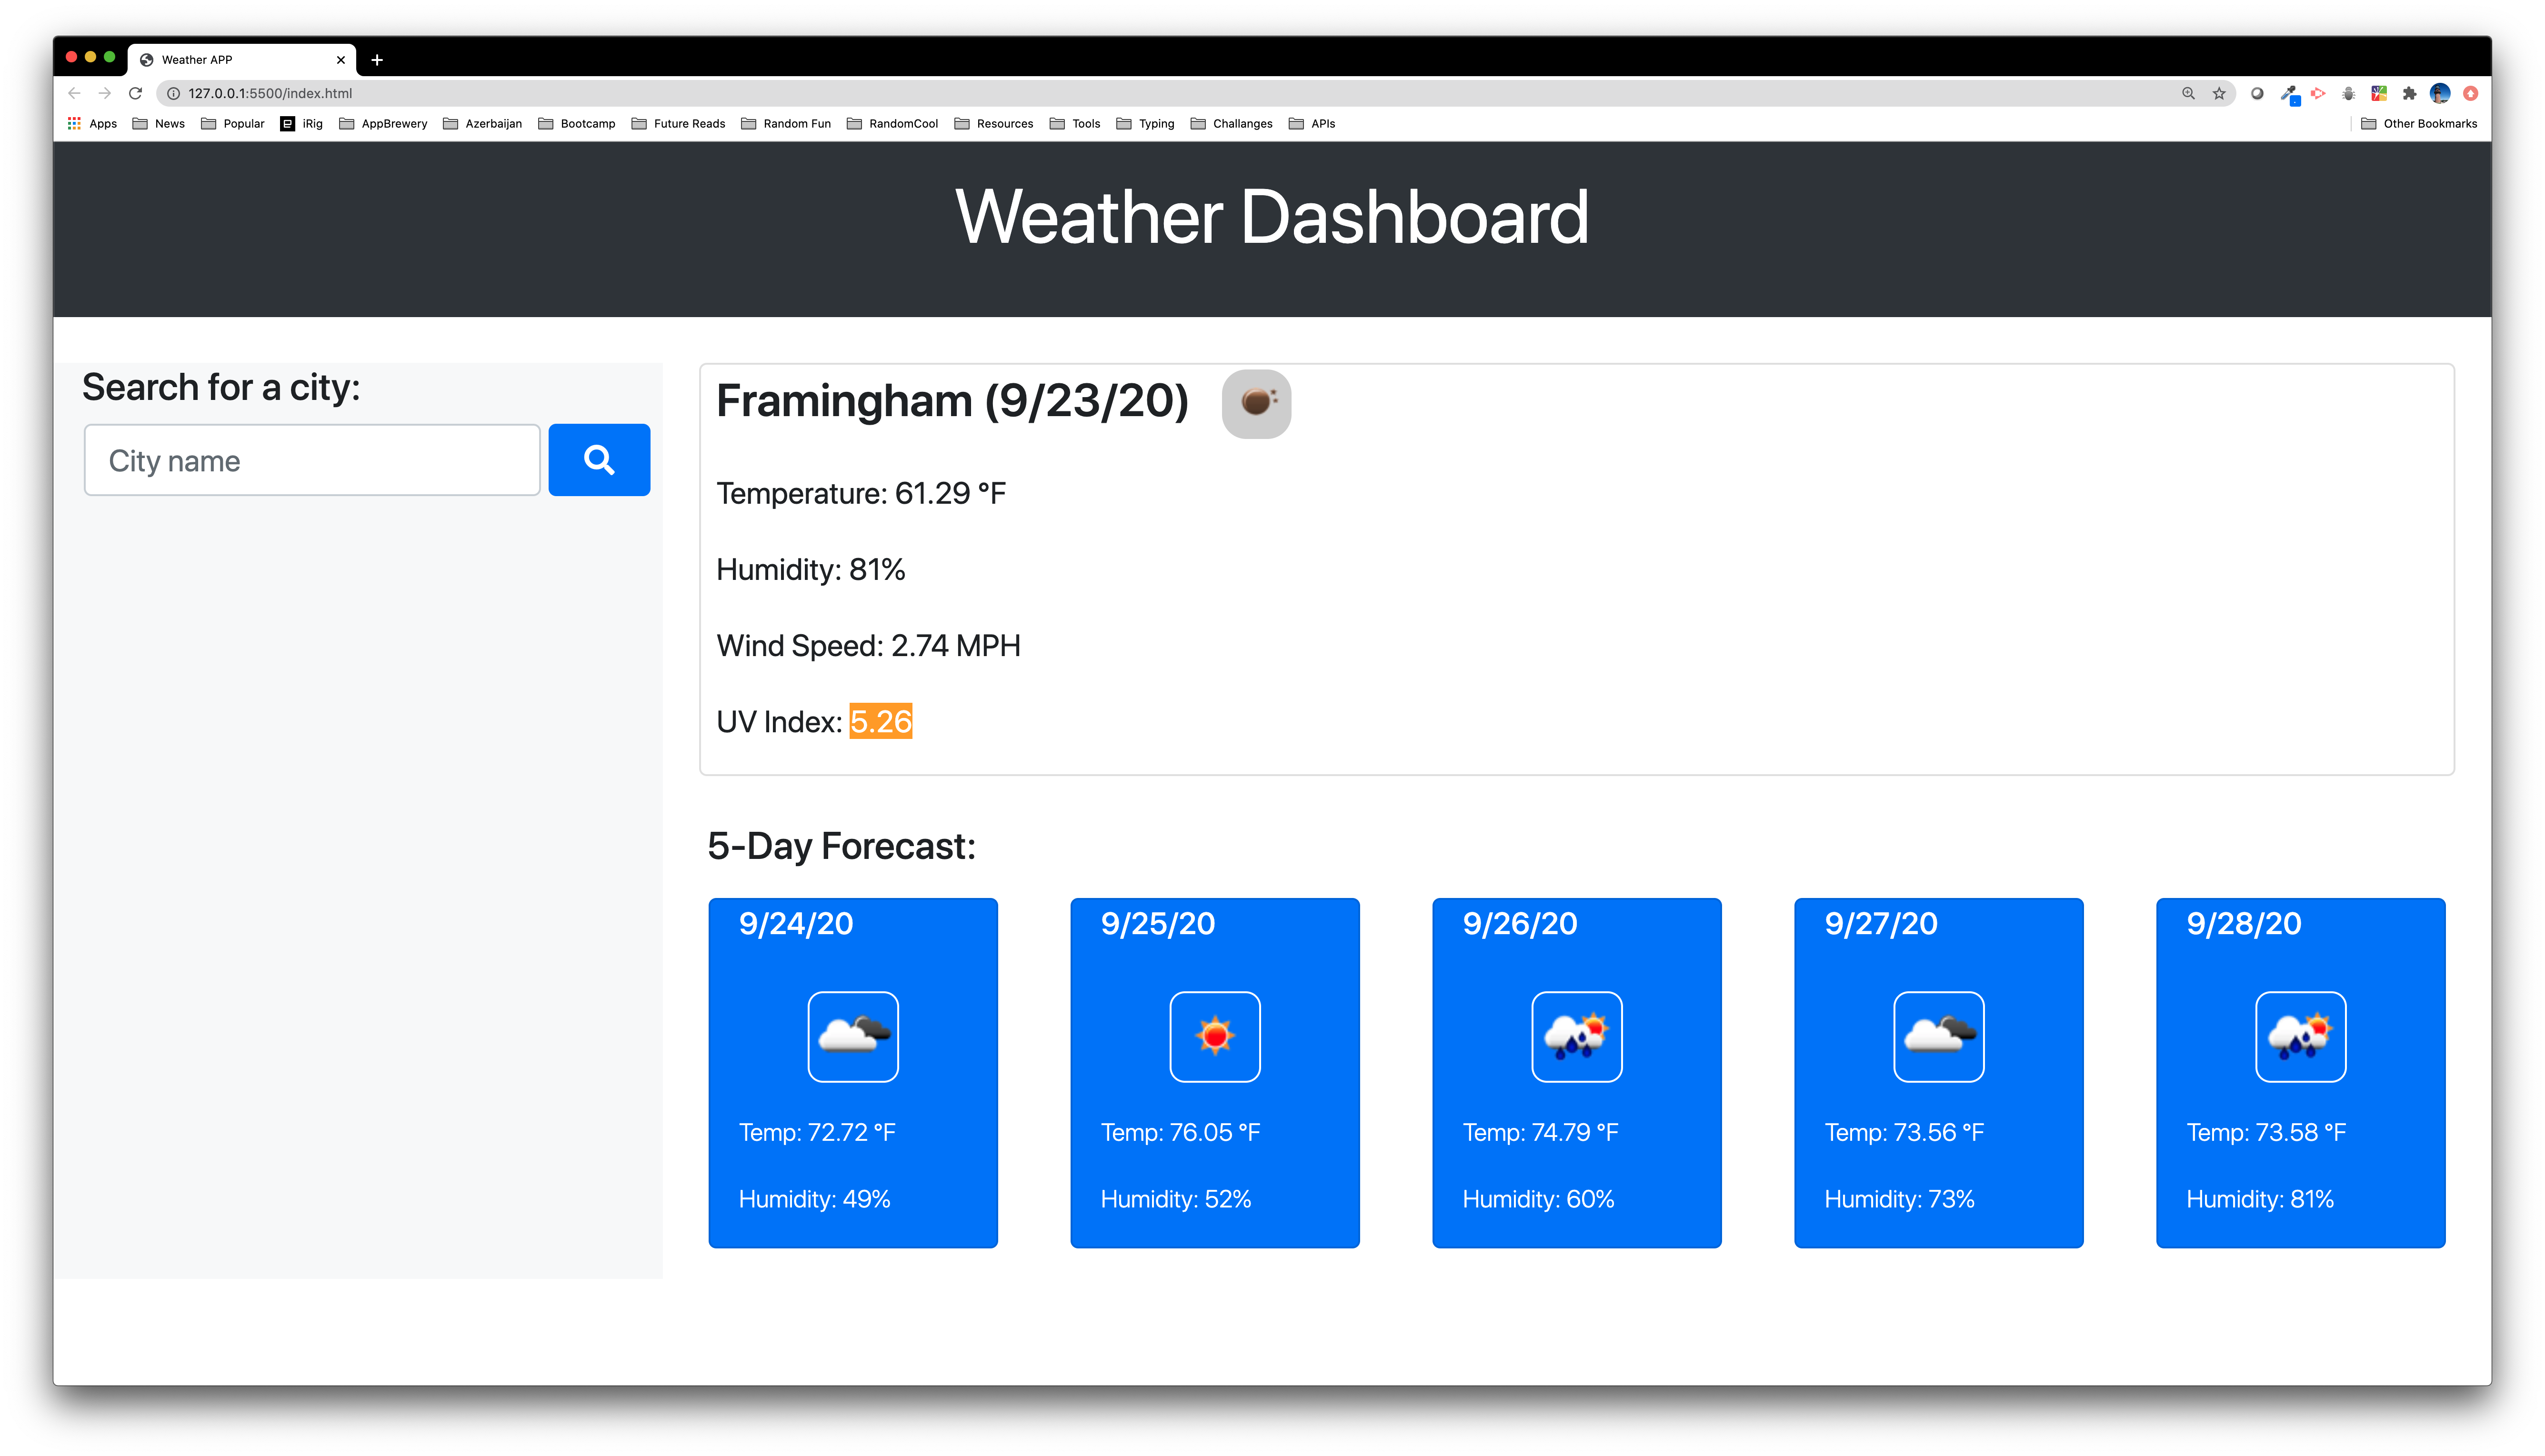 Weather APP
127.0.0.1:5500/index.html
Apps News Popular iRig AppBrewery Azerbaijan Bootcamp Future Reads Random Fun RandomCool Resources Tools Typing Challanges APIs Other Bookmarks
Weather Dashboard
Search for a city:
City name
Framingham (9/23/20)
Temperature: 61.29 °F
Humidity: 81%
Wind Speed: 2.74 MPH
UV Index: 5.26
5-Day Forecast:
9/24/20
Temp: 72.72 °F
Humidity: 49%
9/25/20
Temp: 76.05 °F
Humidity: 52%
9/26/20
Temp: 74.79 °F
Humidity: 60%
9/27/20
Temp: 73.56 °F
Humidity: 73%
9/28/20
Temp: 73.58 °F
Humidity: 81%